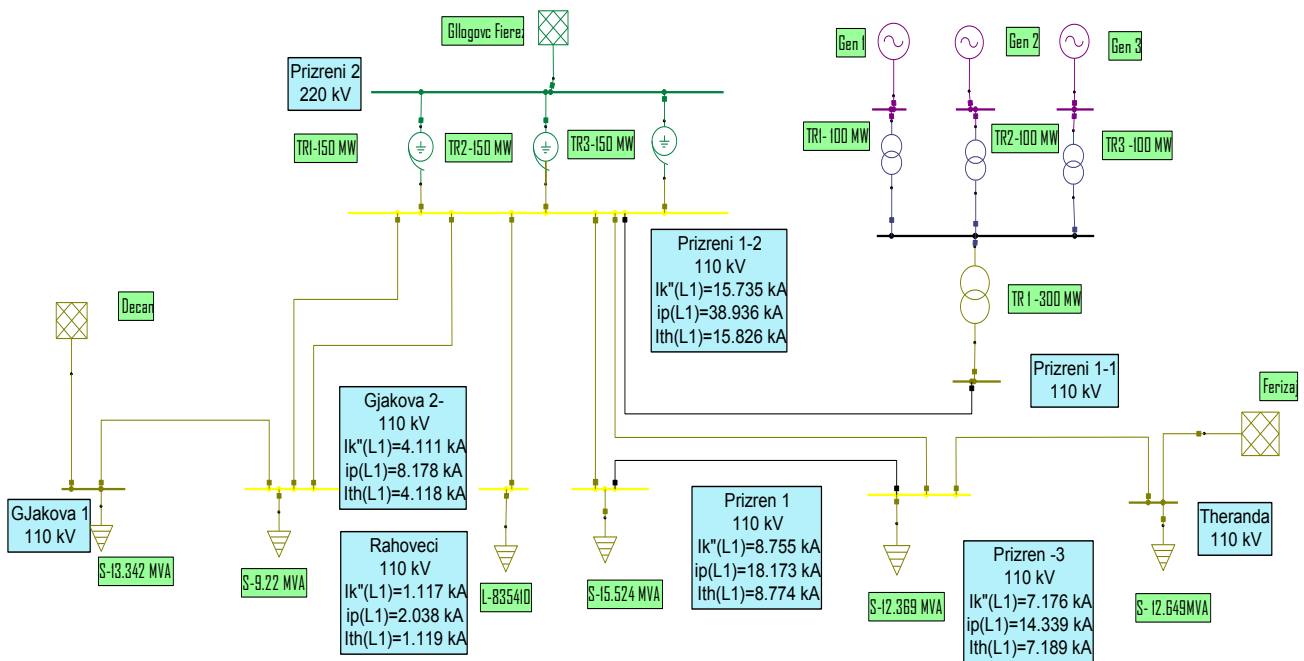 Gllogovc Fierez
Prizreni 2
220 kV
TR1-150 MW
TR2-150 MW
TR3-150 MW
Gen 1
Gen 2
Gen 3
TR1- 100 MW
TR2-100 MW
TR3 -100 MW
Prizreni 1-2
110 kV
Ik"(L1)=15.735 kA
ip(L1)=38.936 kA
Ith(L1)=15.826 kA
TR 1 -300 MW
Prizreni 1-1
110 kV
Decan
Ferizaj
Gjakova 2-
110 kV
Ik"(L1)=4.111 kA
ip(L1)=8.178 kA
Ith(L1)=4.118 kA
GJakova 1
110 kV
S-13.342 MVA
S-9.22 MVA
Rahoveci
110 kV
Ik"(L1)=1.117 kA
ip(L1)=2.038 kA
Ith(L1)=1.119 kA
L-835410
S-15.524 MVA
Prizren 1
110 kV
Ik"(L1)=8.755 kA
ip(L1)=18.173 kA
Ith(L1)=8.774 kA
S-12.369 MVA
Prizren -3
110 kV
Ik"(L1)=7.176 kA
ip(L1)=14.339 kA
Ith(L1)=7.189 kA
Theranda
110 kV
S- 12.649MVA